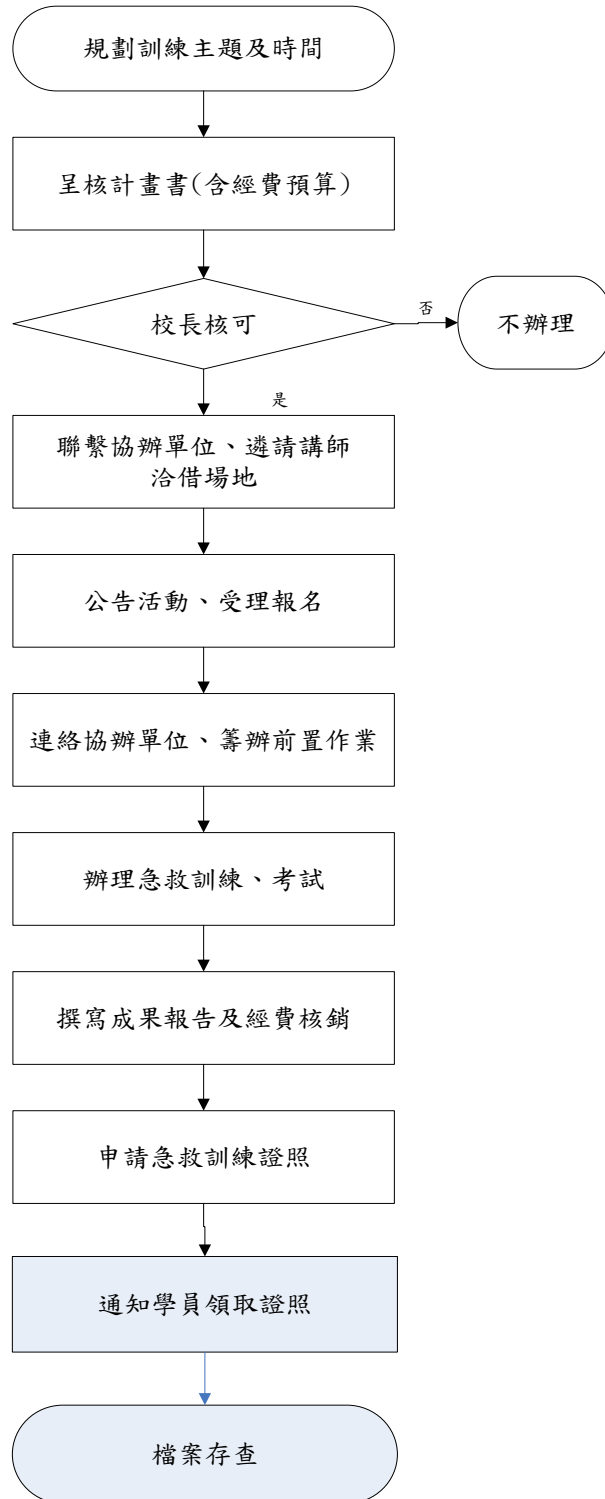 規劃訓練主題及時間
呈核計畫書(含經費預算)
校長核可
否
不辦理
是
聯繫協辦單位、遴請講師
洽借場地
公告活動、受理報名
連絡協辦單位、籌辦前置作業
辦理急救訓練、考試
撰寫成果報告及經費核銷
申請急救訓練證照
通知學員領取證照
檔案存查